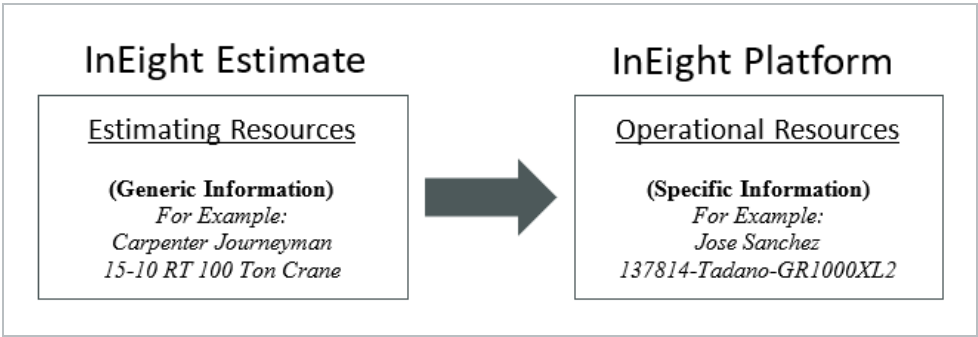 InEight Estimate
Estimating Resources
(Generic Information)
For Example:
Carpenter Journeyman
15-10 RT 100 Ton Crane
InEight Platform
Operational Resources
(Specific Information)
For Example:
Jose Sanchez
137814-Tadano-GR1000XL2